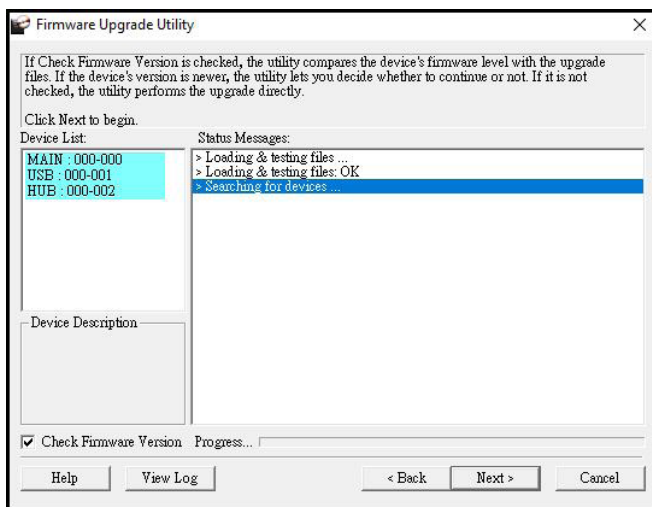 Firmware Upgrade Utility
If Check Firmware Version is checked, the utility compares the device's firmware level with the upgrade
files. If the device's version is newer, the utility lets you decide whether to continue or not. If it is not
checked, the utility performs the upgrade directly.
Click Next to begin.
Device List:
Status Messages:
MAIN : 000-000
USB : 000-001
HUB : 000-002
> Loading & testing files ...
> Loading & testing files: OK
> Searching for devices ...
Device Description
Check Firmware Version
Progress...
Help
View Log
< Back
Next >
Cancel